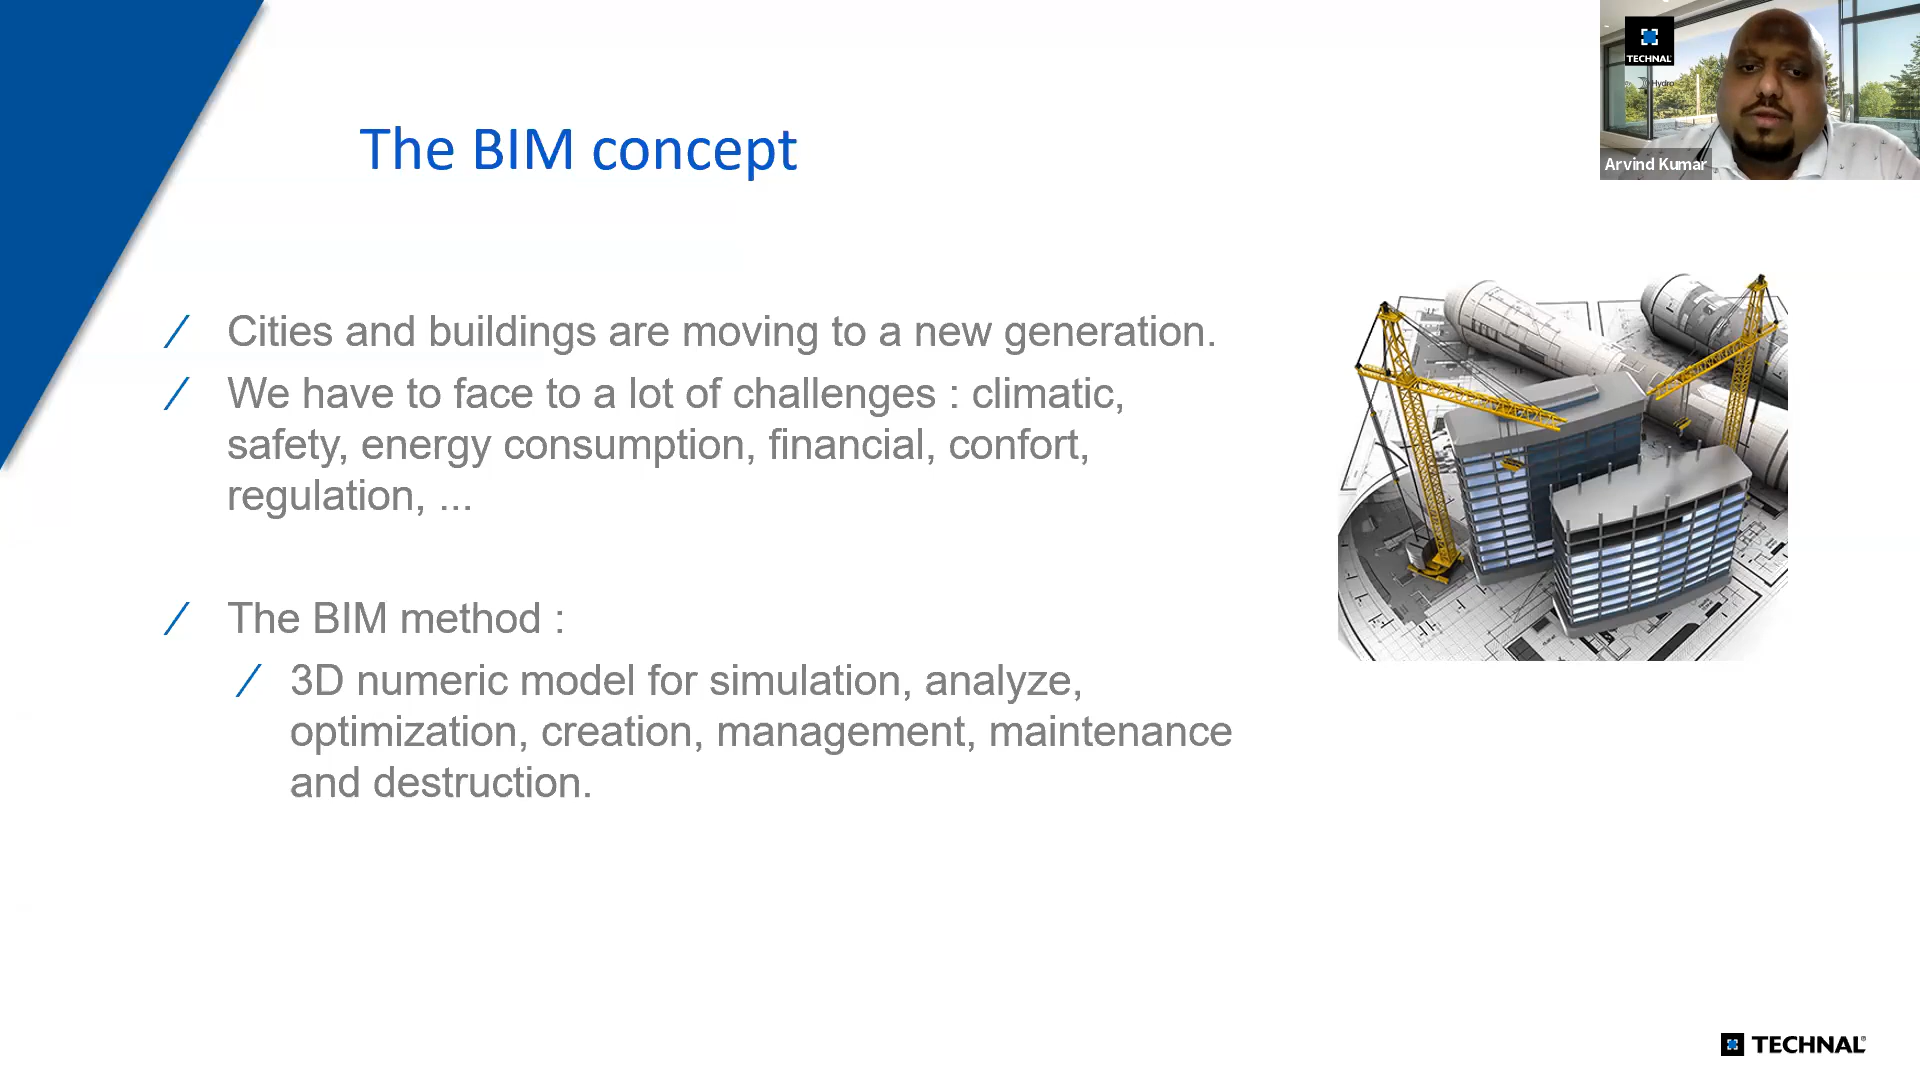 TECHNAL
Hydro
Arvind Kumar
The BIM concept
Cities and buildings are moving to a new generation.
We have to face to a lot of challenges : climatic,
safety, energy consumption, financial, confort,
regulation, ...
The BIM method :
3D numeric model for simulation, analyze,
optimization, creation, management, maintenance
and destruction.
TECHNAL®